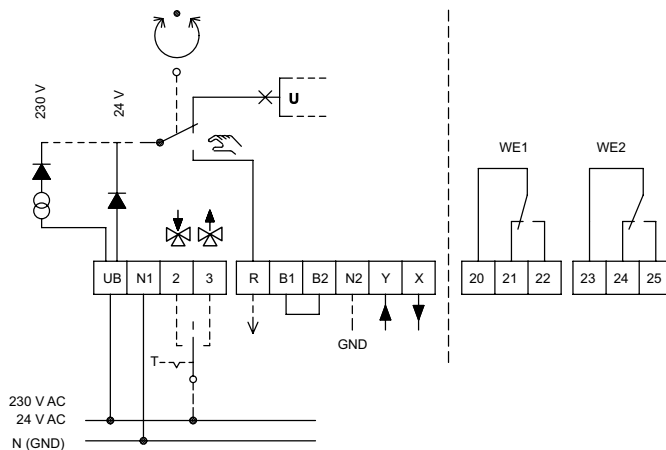 230 V
24 V
U
WE1
WE2
UB N1 2 3 R B1 B2 N2 Y X
20 21 22 23 24 25
GND
T
230 V AC
24 V AC
N (GND)